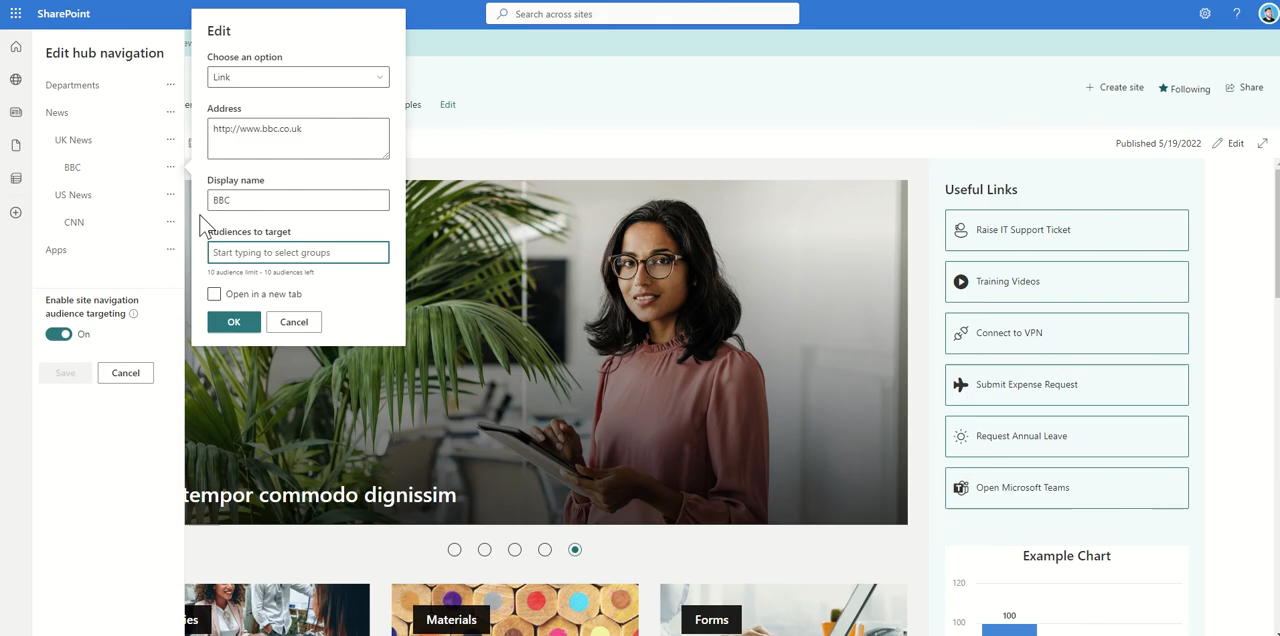 SharePoint
Search across sites
Edit hub navigation
Departments
News
UK News
BBC
US News
CNN
Apps
Enable site navigation
audience targeting
On
Save
Cancel
Edit
Choose an option
Link
Address
http://www.bbc.co.uk
Display name
BBC
Audiences to target
Start typing to select groups
10 audience limit - 10 audiences left
Open in a new tab
OK
Cancel
Edit
Create site
Following
Share
Published 5/19/2022
Edit
tempor commodo dignissim
Useful Links
Raise IT Support Ticket
Training Videos
Connect to VPN
Submit Expense Request
Request Annual Leave
Open Microsoft Teams
Example Chart
120
100
100
Materials
Forms